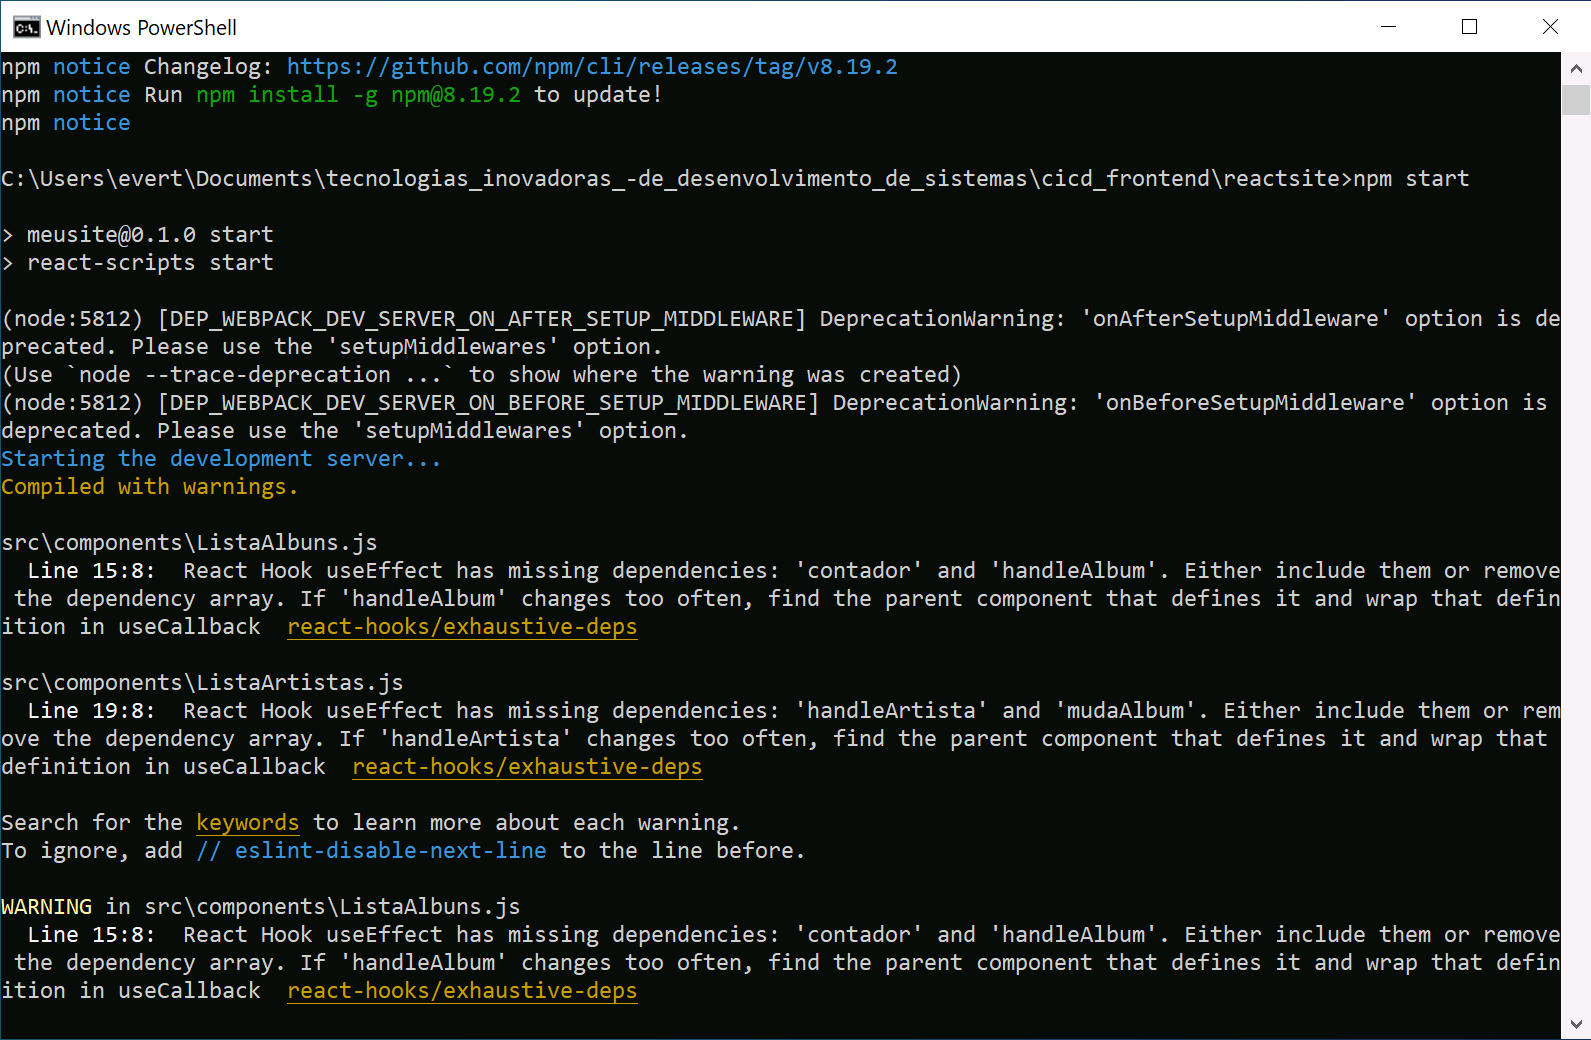 Windows PowerShell
npm notice Changelog: https://github.com/npm/cli/releases/tag/v8.19.2
npm notice Run npm install -g npm@8.19.2 to update!
npm notice
C:\Users\evert\Documents\tecnologias_inovadoras_-de_desenvolvimento_de_sistemas\cicd_frontend\reactsite>npm start
> meusite@0.1.0 start
> react-scripts start
(node:5812) [DEP_WEBPACK_DEV_SERVER_ON_AFTER_SETUP_MIDDLEWARE] DeprecationWarning: 'onAfterSetupMiddleware' option is de
precated. Please use the 'setupMiddlewares' option.
(Use `node --trace-deprecation ...` to show where the warning was created)
(node:5812) [DEP_WEBPACK_DEV_SERVER_ON_BEFORE_SETUP_MIDDLEWARE] DeprecationWarning: 'onBeforeSetupMiddleware' option is
deprecated. Please use the 'setupMiddlewares' option.
Starting the development server...
Compiled with warnings.
src\components\ListaAlbuns.js
  Line 15:8:  React Hook useEffect has missing dependencies: 'contador' and 'handleAlbum'. Either include them or remove
 the dependency array. If 'handleAlbum' changes too often, find the parent component that defines it and wrap that defin
ition in useCallback  react-hooks/exhaustive-deps
src\components\ListaArtistas.js
  Line 19:8:  React Hook useEffect has missing dependencies: 'handleArtista' and 'mudaAlbum'. Either include them or rem
ove the dependency array. If 'handleArtista' changes too often, find the parent component that defines it and wrap that
definition in useCallback  react-hooks/exhaustive-deps
Search for the keywords to learn more about each warning.
To ignore, add // eslint-disable-next-line to the line before.
WARNING in src\components\ListaAlbuns.js
  Line 15:8:  React Hook useEffect has missing dependencies: 'contador' and 'handleAlbum'. Either include them or remove
 the dependency array. If 'handleAlbum' changes too often, find the parent component that defines it and wrap that defin
ition in useCallback  react-hooks/exhaustive-deps